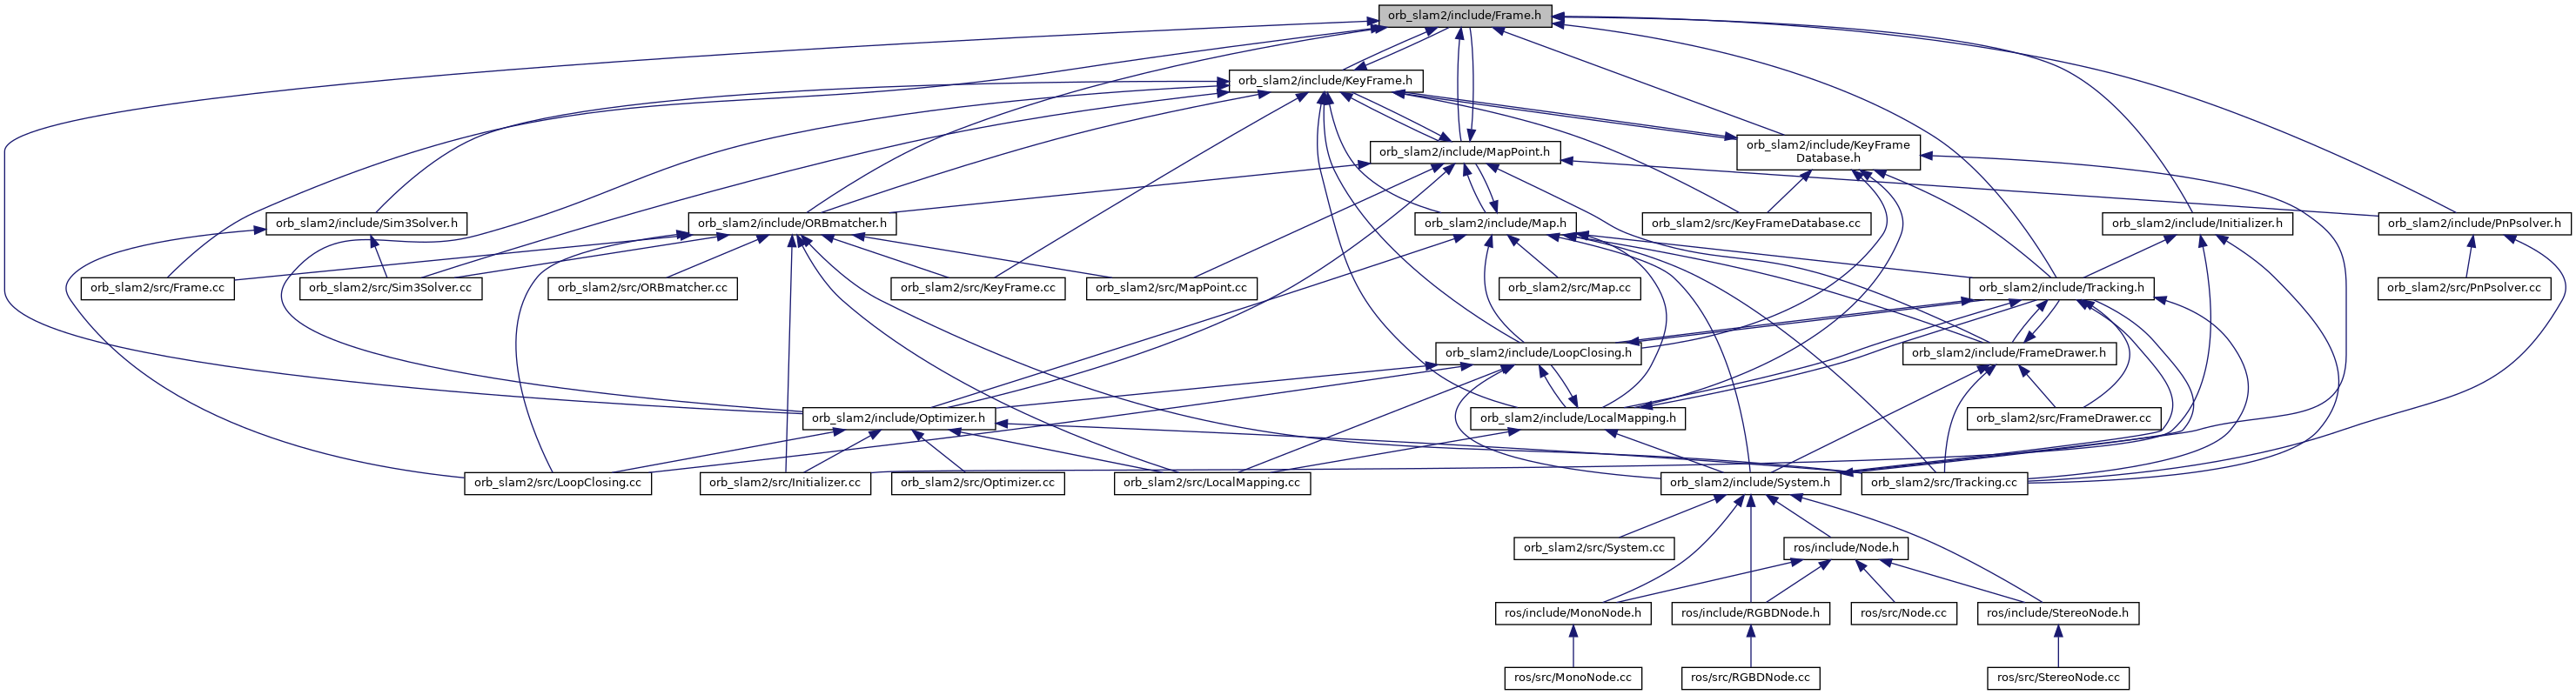 orb_slam2/include/Frame.h
orb_slam2/include/KeyFrame.h
orb_slam2/include/MapPoint.h
orb_slam2/include/KeyFrame
Database.h
orb_slam2/include/Sim3Solver.h
orb_slam2/include/ORBmatcher.h
orb_slam2/include/Map.h
orb_slam2/src/KeyFrameDatabase.cc
orb_slam2/include/Initializer.h
orb_slam2/include/PnPsolver.h
orb_slam2/src/Frame.cc
orb_slam2/src/Sim3Solver.cc
orb_slam2/src/ORBmatcher.cc
orb_slam2/src/KeyFrame.cc
orb_slam2/src/MapPoint.cc
orb_slam2/src/Map.cc
orb_slam2/include/Tracking.h
orb_slam2/src/PnPsolver.cc
orb_slam2/include/LoopClosing.h
orb_slam2/include/FrameDrawer.h
orb_slam2/include/Optimizer.h
orb_slam2/include/LocalMapping.h
orb_slam2/src/FrameDrawer.cc
orb_slam2/src/LoopClosing.cc
orb_slam2/src/Initializer.cc
orb_slam2/src/Optimizer.cc
orb_slam2/src/LocalMapping.cc
orb_slam2/include/System.h
orb_slam2/src/Tracking.cc
orb_slam2/src/System.cc
ros/include/Node.h
ros/include/MonoNode.h
ros/include/RGBDNode.h
ros/src/Node.cc
ros/include/StereoNode.h
ros/src/MonoNode.cc
ros/src/RGBDNode.cc
ros/src/StereoNode.cc